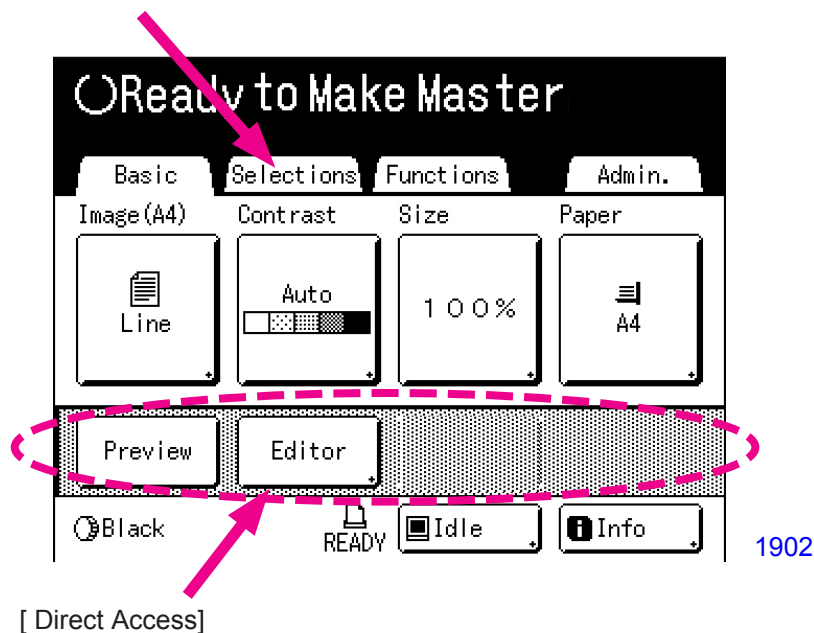 Ready to Make Master
Basic Selections Functions Admin.
Image(A4) Contrast Size Paper
Line Auto 100% A4
Preview Editor
Black READY Idle Info
1902
[ Direct Access]